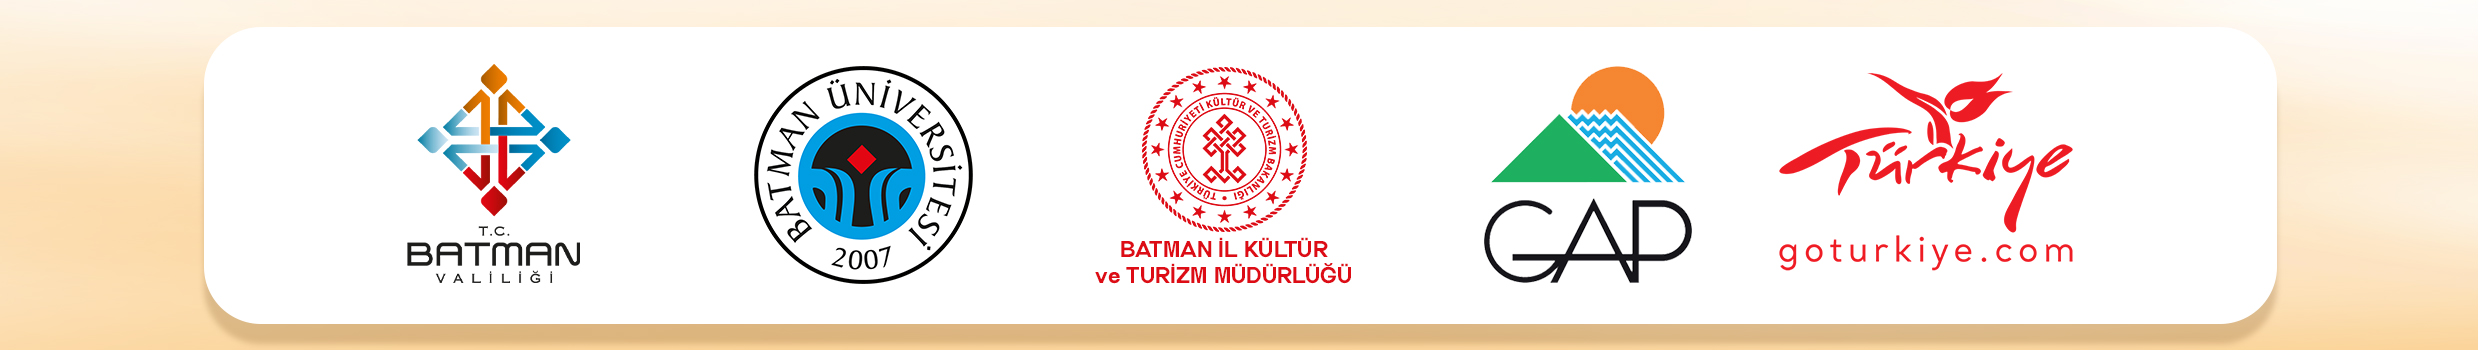 T.C.
BATMAN
VALİLİĞİ
BATMAN ÜNİVERSİTESİ
2007
TÜRKİYE CUMHURİYETİ KÜLTÜR VE TURİZM BAKANLIĞI
BATMAN İL KÜLTÜR
ve TURİZM MÜDÜRLÜĞÜ
GAP
Türkiye
goturkiye.com